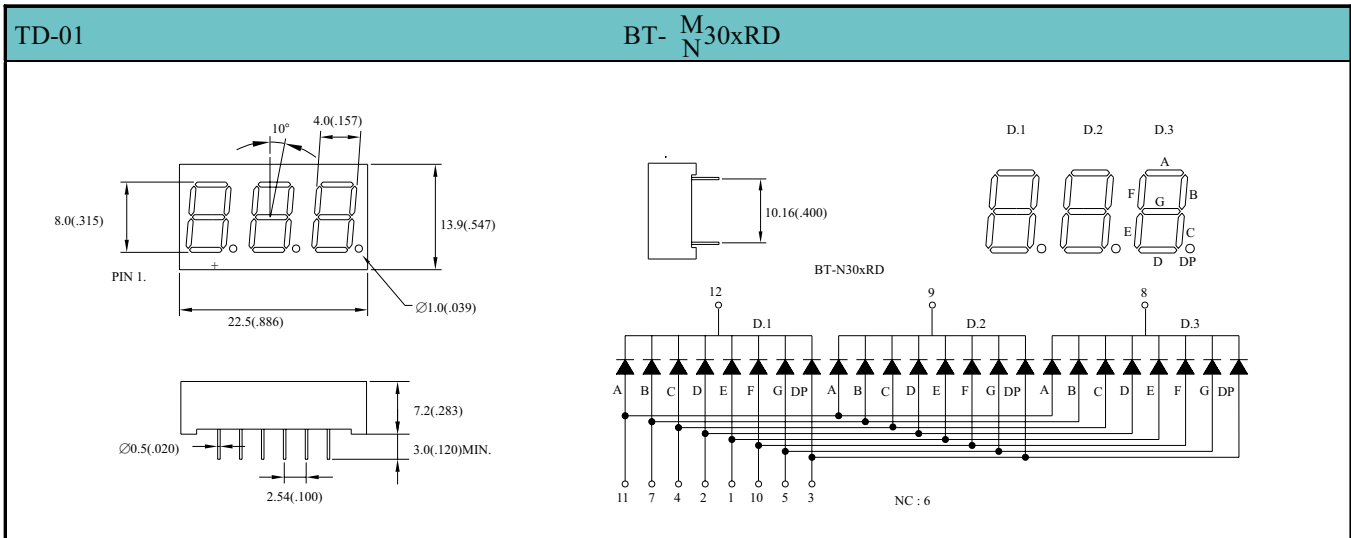 TD-01
BT- M/N30xRD
10°
4.0(.157)
8.0(.315)
13.9(.547)
PIN 1.
+
Ø1.0(.039)
22.5(.886)
7.2(.283)
Ø0.5(.020)
3.0(.120)MIN.
2.54(.100)
10.16(.400)
D.1 D.2 D.3
A
F B
G
E C
D DP
BT-N30xRD
12 9 8
D.1 D.2 D.3
A B C D E F G DP A B C D E F G DP A B C D E F G DP
11 7 4 2 1 10 5 3
NC : 6